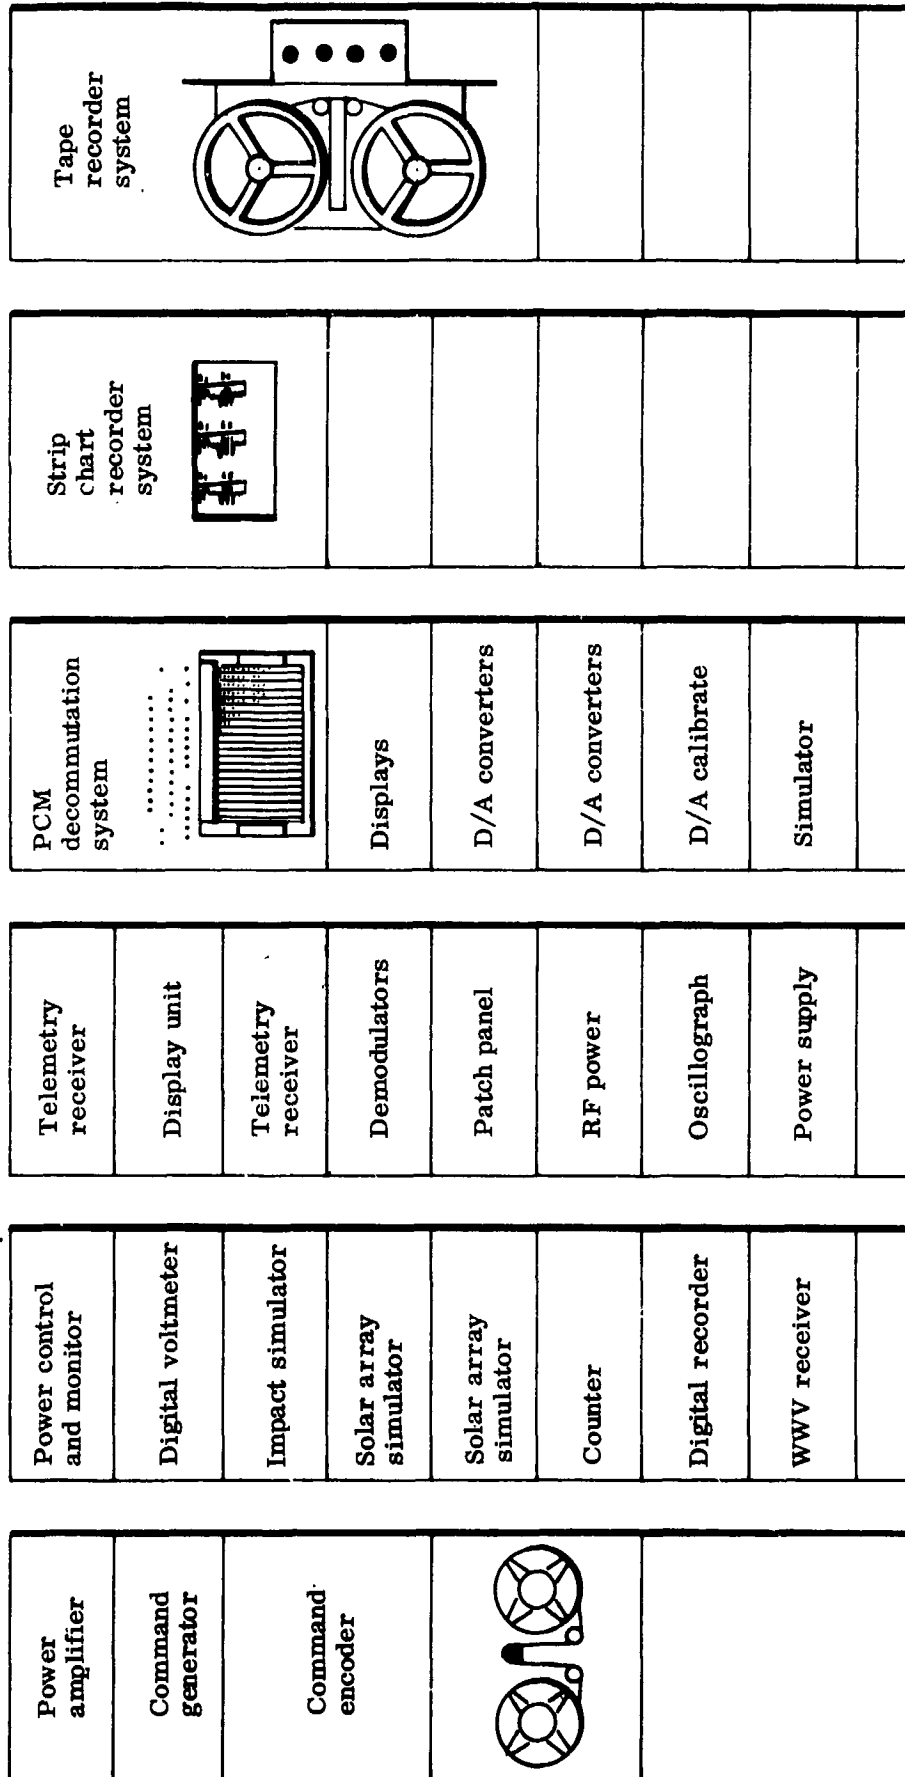 Power
amplifier
Command
generator
Command
encoder
Power control
and monitor
Digital voltmeter
Impact simulator
Solar array
simulator
Solar array
simulator
Counter
Digital recorder
WWV receiver
Telemetry
receiver
Display unit
Telemetry
receiver
Demodulators
Patch panel
RF power
Oscillograph
Power supply
PCM
decommutation
system
Displays
D/A converters
D/A converters
D/A calibrate
Simulator
Strip
chart
recorder
system
Tape
recorder
system